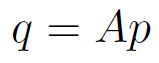 q = Ap